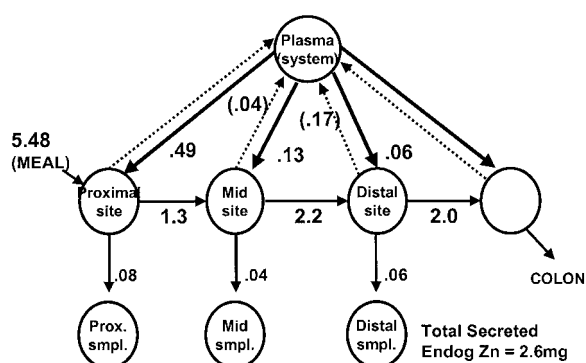 Plasma
(system)
(.04)
(.17)
5.48
(MEAL)
.49
.13
.06
Proximal
site
Mid
site
Distal
site
1.3
2.2
2.0
.08
.04
.06
COLON
Prox.
smpl.
Mid
smpl.
Distal
smpl.
Total Secreted
Endog Zn = 2.6mg